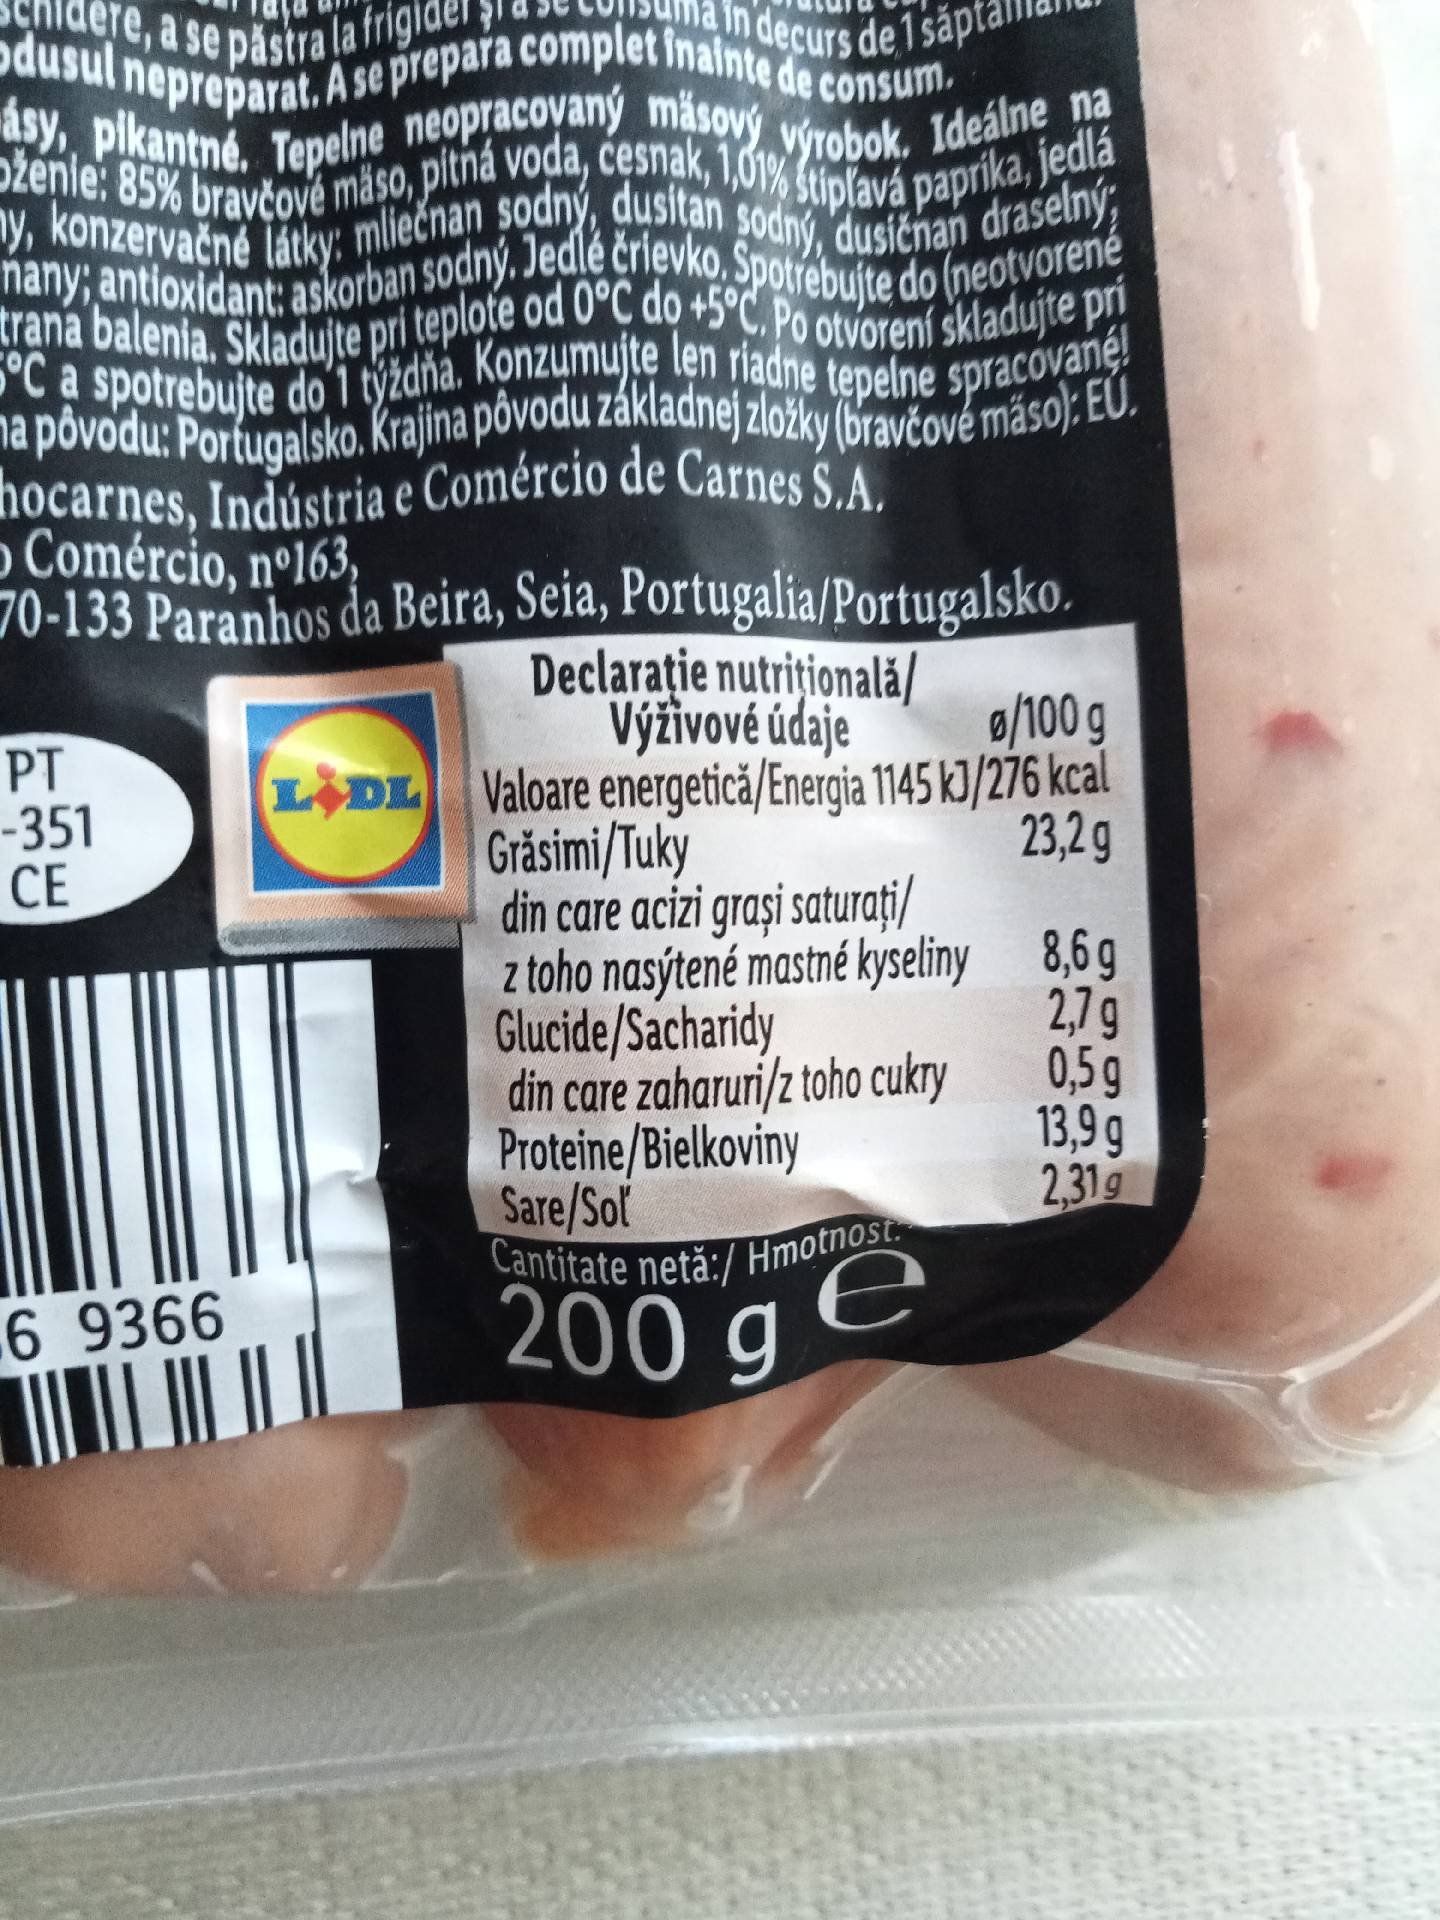 schidere, a se păstra la frigider și a se consuma în decurs de 1
odusul nepreparat. A se prepara complet înainte de consum.
ásy, pikantné. Tepelne neopracovaný mäsový výrobok. Ideálne na
oženie: 85% bravčové mäso, pitná voda, cesnak, 1,01% štipľavá paprika, jedlá
ny, konzervačné látky: mliečnan sodný, dusitan sodný, dusičnan draselný;
nany; antioxidant: askorban sodný. Jedlé črievko. Spotrebujte do (neotvorené
trana balenia. Skladujte pri teplote od 0°C do +5°C. Po otvorení skladujte pri
5°C a spotrebujte do 1 týždňa. Konzumujte len riadne tepelne spracované!
na pôvodu: Portugalsko. Krajina pôvodu základnej zložky (bravčové mäso): EÚ.
hocarnes, Indústria e Comércio de Carnes S.A.
o Comércio, nº163,
70-133 Paranhos da Beira, Seia, Portugalia/Portugalsko.
PT
-351
CE
LIDL
Declarație nutrițională/
Výživové údaje ø/100 g
Valoare energetică/Energia 1145 kJ/276 kcal
Grăsimi/Tuky 23,2 g
din care acizi grași saturați/
z toho nasýtené mastné kyseliny 8,6 g
Glucide/Sacharidy 2,7 g
din care zaharuri/z toho cukry 0,5 g
Proteine/Bielkoviny 13,9 g
Sare/Soľ 2,31 g
Cantitate netă:/ Hmotnosť:
200 g e
6 9366